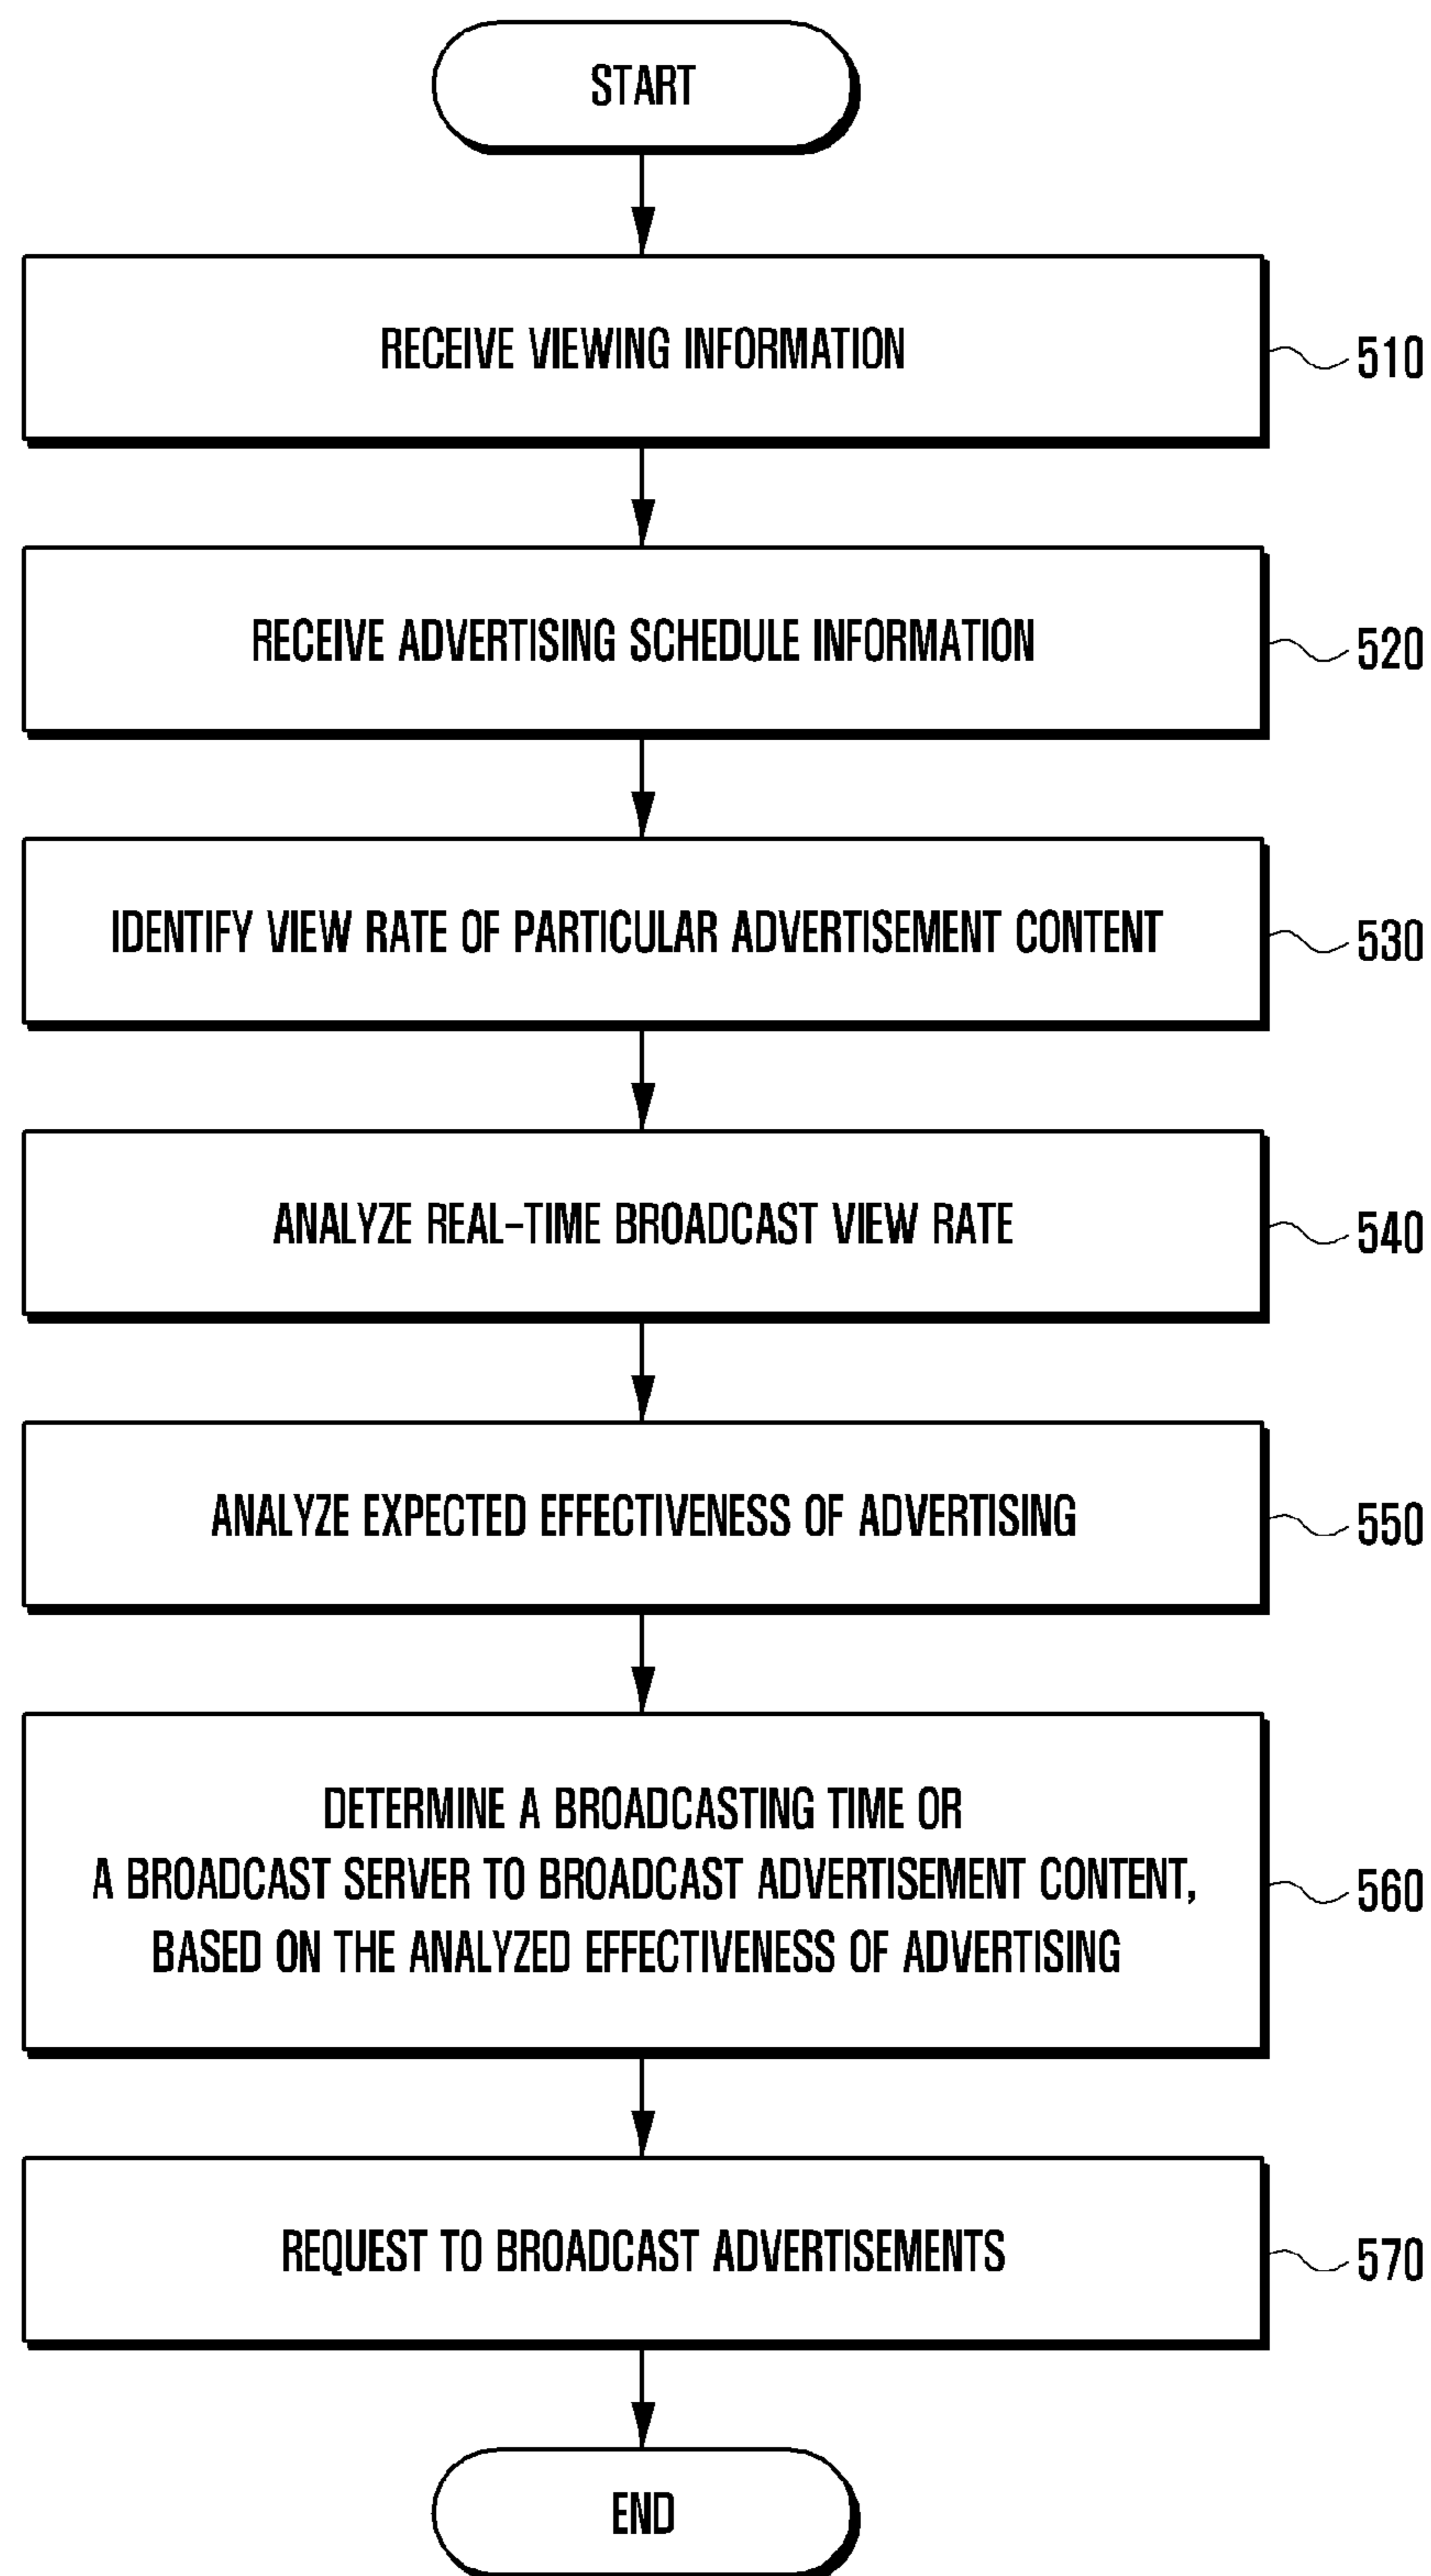 START
RECEIVE VIEWING INFORMATION
510
RECEIVE ADVERTISING SCHEDULE INFORMATION
520
IDENTIFY VIEW RATE OF PARTICULAR ADVERTISEMENT CONTENT
530
ANALYZE REAL-TIME BROADCAST VIEW RATE
540
ANALYZE EXPECTED EFFECTIVENESS OF ADVERTISING
550
DETERMINE A BROADCASTING TIME OR
A BROADCAST SERVER TO BROADCAST ADVERTISEMENT CONTENT,
BASED ON THE ANALYZED EFFECTIVENESS OF ADVERTISING
560
REQUEST TO BROADCAST ADVERTISEMENTS
570
END